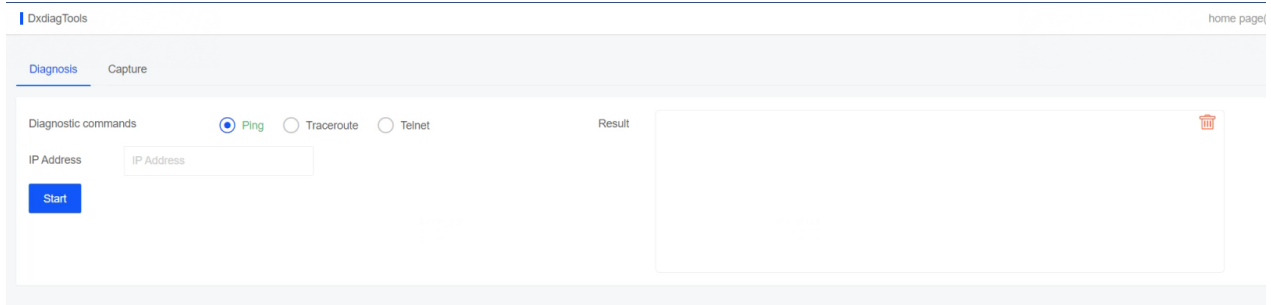 DxdiagTools
home page(
Diagnosis Capture
Diagnostic commands Ping Traceroute Telnet Result
IP Address IP Address
Start